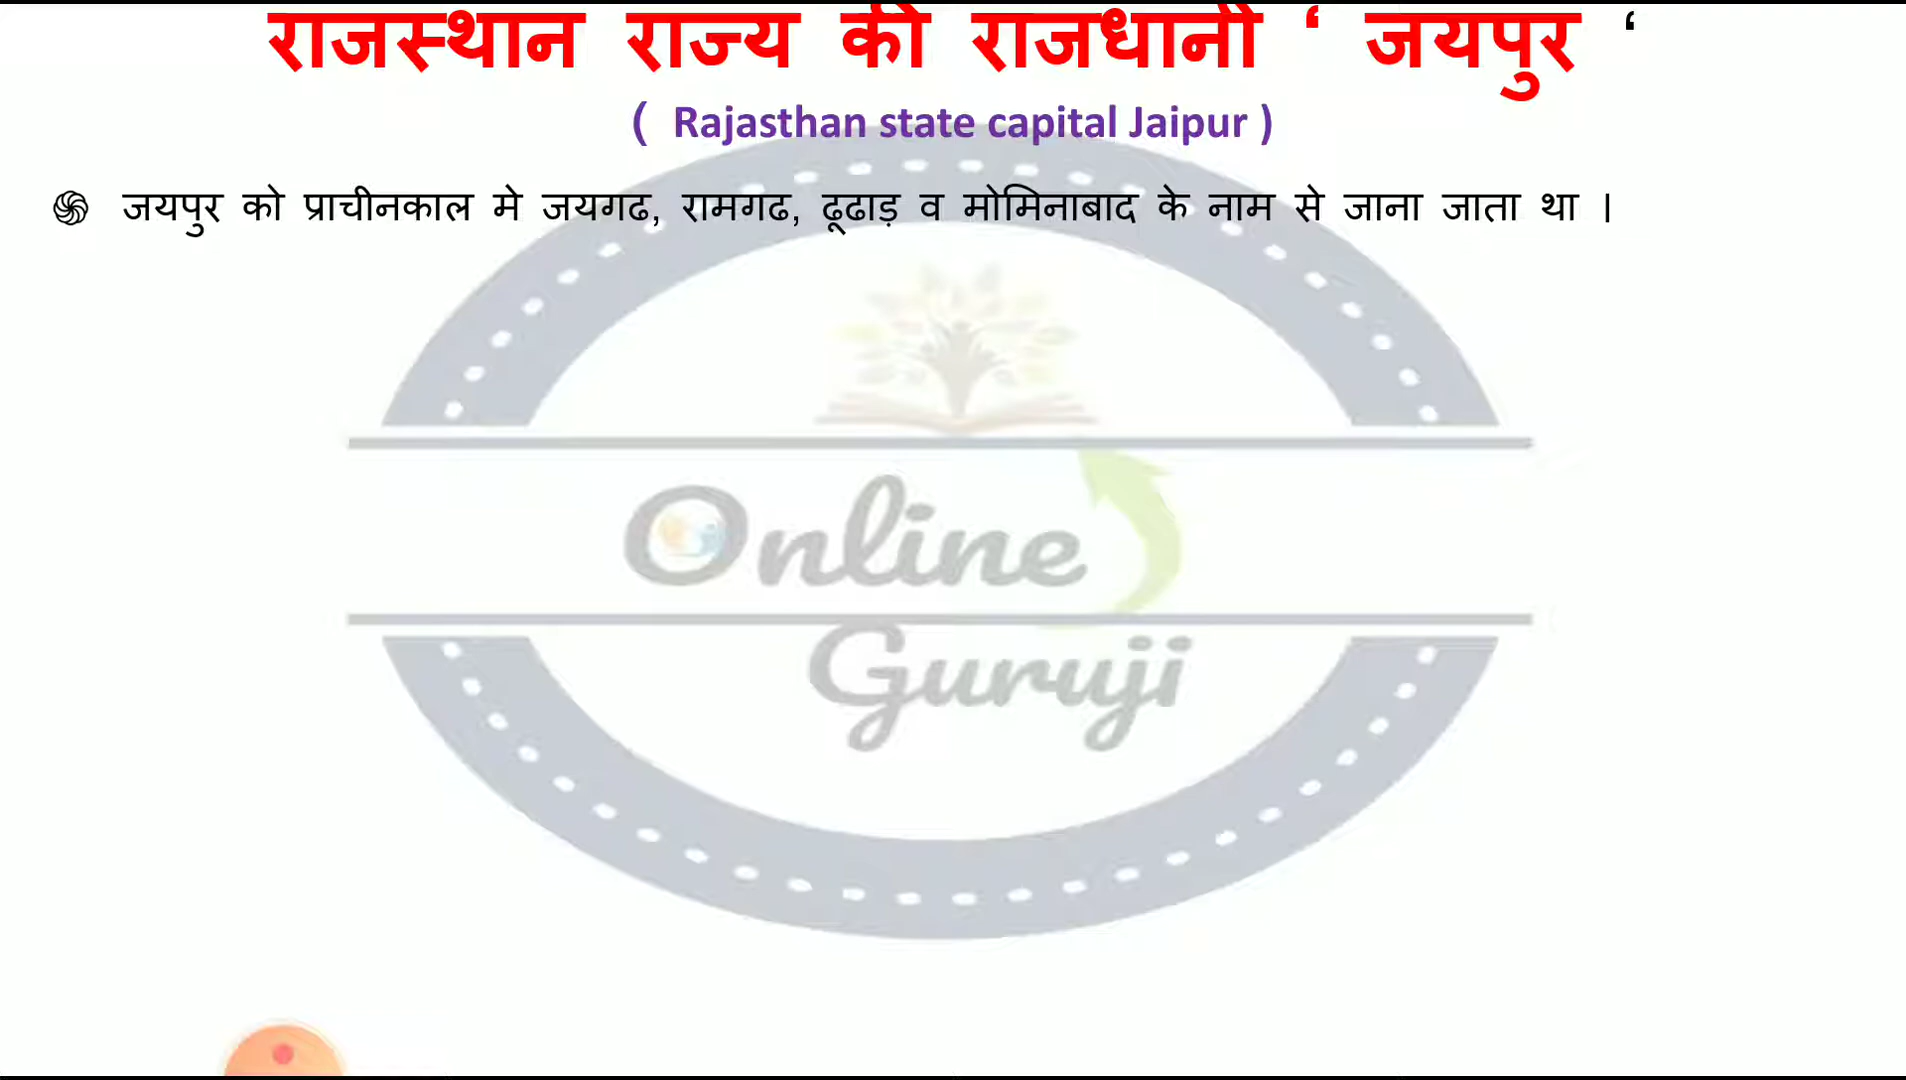 राजस्थान राज्य की राजधानी ‘ जयपुर ‘
( Rajasthan state capital Jaipur )
जयपुर को प्राचीनकाल मे जयगढ, रामगढ, ढूढाड़ व मोमिनाबाद के नाम से जाना जाता था ।
Online
Guruji